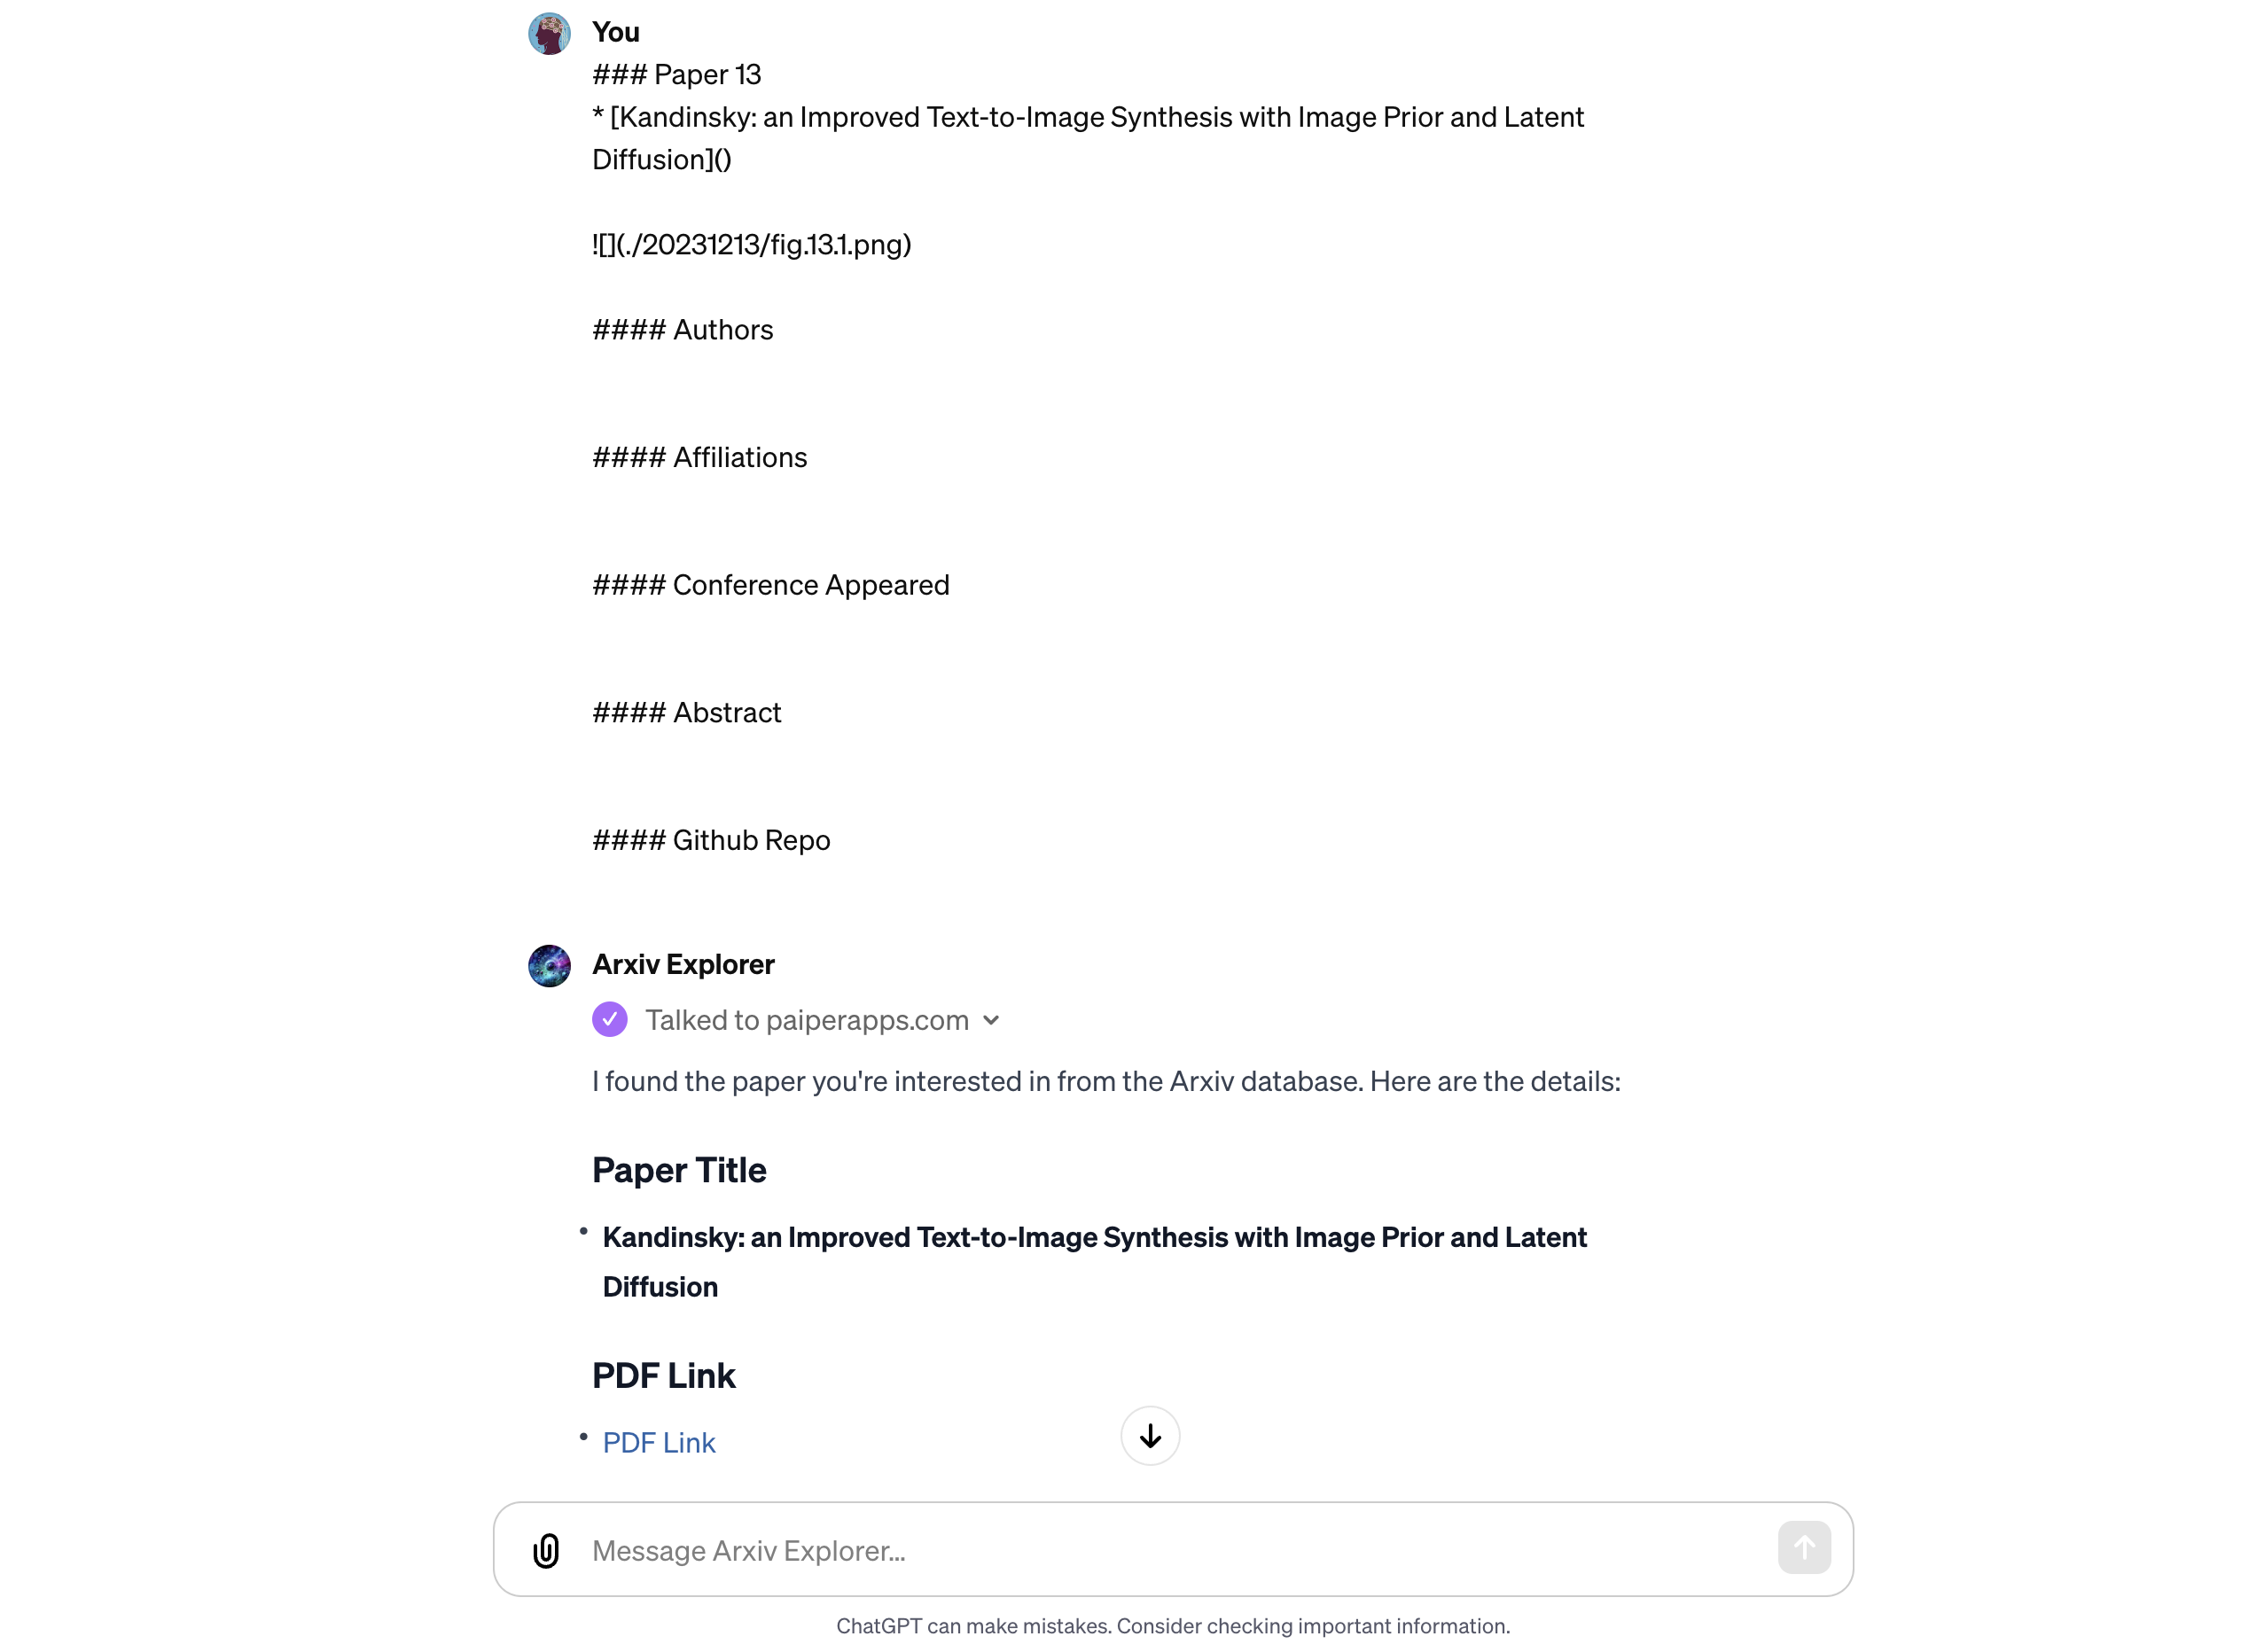 You
### Paper 13
* [Kandinsky: an Improved Text-to-Image Synthesis with Image Prior and Latent
Diffusion]()
![](./20231213/fig.13.1.png)
#### Authors
#### Affiliations
#### Conference Appeared
#### Abstract
#### Github Repo
Arxiv Explorer
Talked to paiperapps.com
I found the paper you're interested in from the Arxiv database. Here are the details:
Paper Title
• Kandinsky: an Improved Text-to-Image Synthesis with Image Prior and Latent
Diffusion
PDF Link
• PDF Link
Message Arxiv Explorer...
ChatGPT can make mistakes. Consider checking important information.